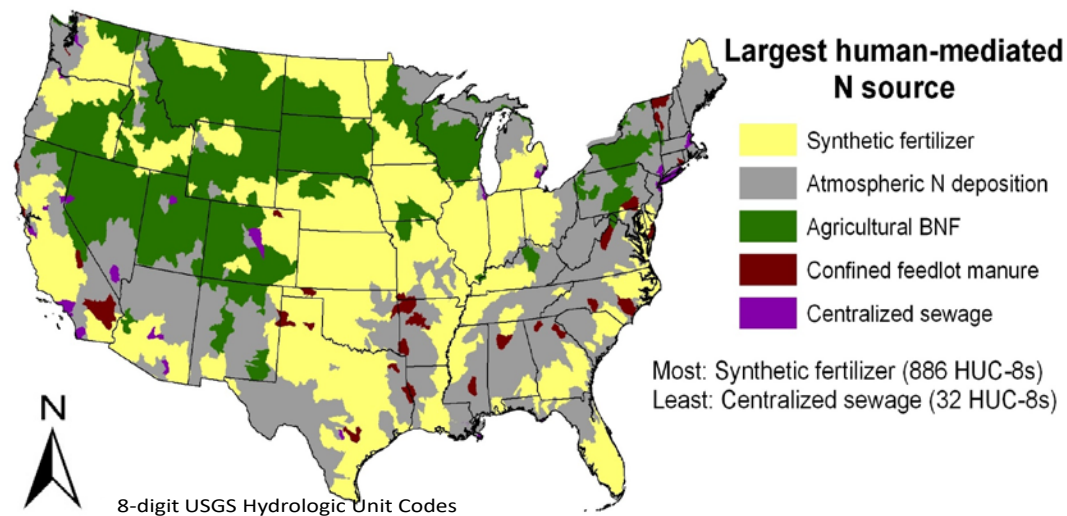 Largest human-mediated
N source
Synthetic fertilizer
Atmospheric N deposition
Agricultural BNF
Confined feedlot manure
Centralized sewage
Most: Synthetic fertilizer (886 HUC-8s)
Least: Centralized sewage (32 HUC-8s)
N
8-digit USGS Hydrologic Unit Codes